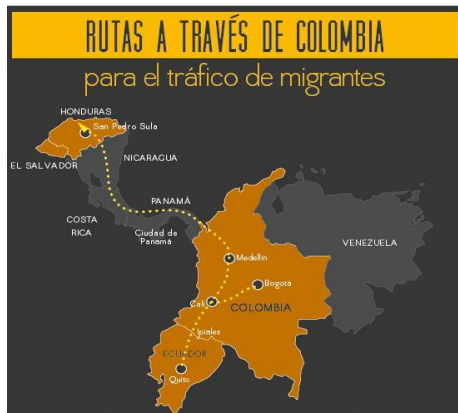 RUTAS A TRAVÉS DE COLOMBIA
para el tráfico de migrantes
HONDURAS
San Pedro Sula
NICARAGUA
EL SALVADOR
PANAMÁ
COSTA
RICA
Ciudad de
Panamá
VENEZUELA
Medellín
Bogotá
Cali
COLOMBIA
Ipiales
ECUADOR
Quito